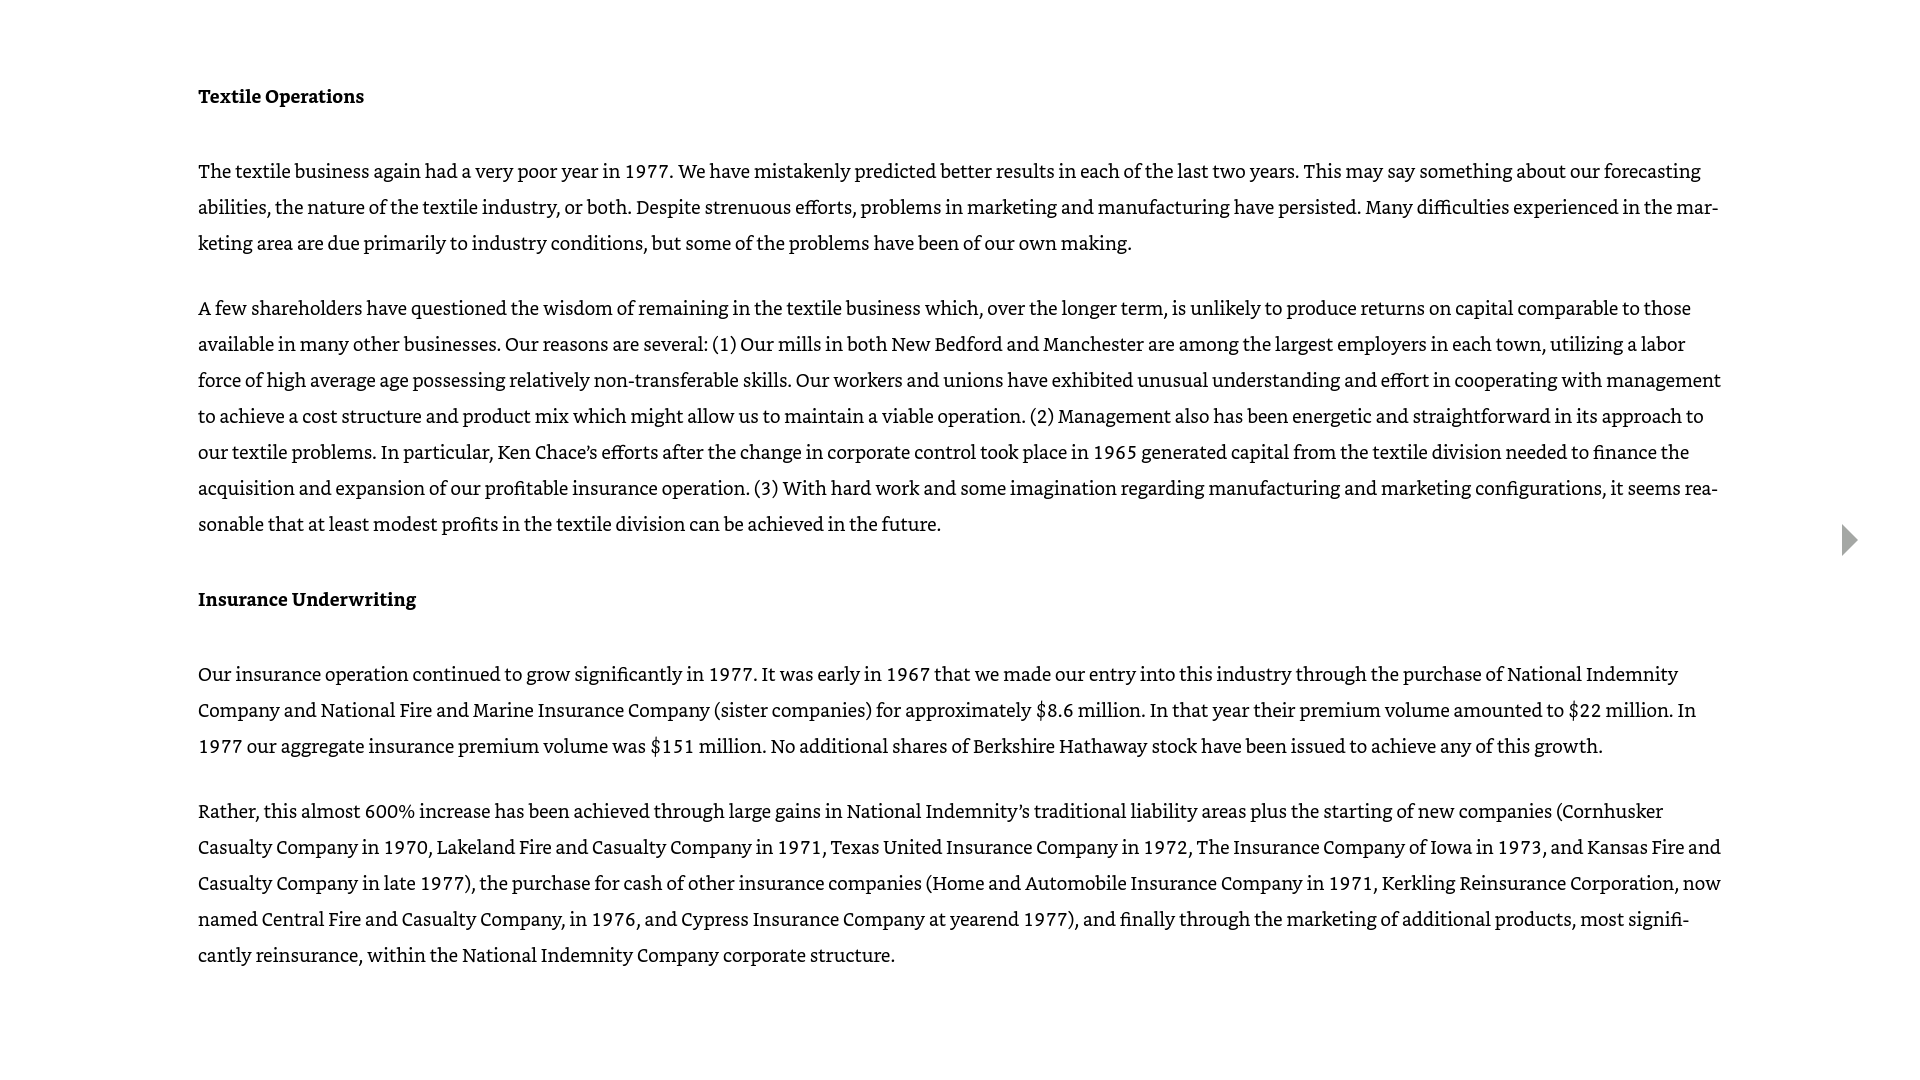 Textile Operations
The textile business again had a very poor year in 1977. We have mistakenly predicted better results in each of the last two years. This may say something about our forecasting
abilities, the nature of the textile industry, or both. Despite strenuous efforts, problems in marketing and manufacturing have persisted. Many difficulties experienced in the mar-
keting area are due primarily to industry conditions, but some of the problems have been of our own making.
A few shareholders have questioned the wisdom of remaining in the textile business which, over the longer term, is unlikely to produce returns on capital comparable to those
available in many other businesses. Our reasons are several: (1) Our mills in both New Bedford and Manchester are among the largest employers in each town, utilizing a labor
force of high average age possessing relatively non-transferable skills. Our workers and unions have exhibited unusual understanding and effort in cooperating with management
to achieve a cost structure and product mix which might allow us to maintain a viable operation. (2) Management also has been energetic and straightforward in its approach to
our textile problems. In particular, Ken Chace’s efforts after the change in corporate control took place in 1965 generated capital from the textile division needed to finance the
acquisition and expansion of our profitable insurance operation. (3) With hard work and some imagination regarding manufacturing and marketing configurations, it seems rea-
sonable that at least modest profits in the textile division can be achieved in the future.
Insurance Underwriting
Our insurance operation continued to grow significantly in 1977. It was early in 1967 that we made our entry into this industry through the purchase of National Indemnity
Company and National Fire and Marine Insurance Company (sister companies) for approximately $8.6 million. In that year their premium volume amounted to $22 million. In
1977 our aggregate insurance premium volume was $151 million. No additional shares of Berkshire Hathaway stock have been issued to achieve any of this growth.
Rather, this almost 600% increase has been achieved through large gains in National Indemnity’s traditional liability areas plus the starting of new companies (Cornhusker
Casualty Company in 1970, Lakeland Fire and Casualty Company in 1971, Texas United Insurance Company in 1972, The Insurance Company of Iowa in 1973, and Kansas Fire and
Casualty Company in late 1977), the purchase for cash of other insurance companies (Home and Automobile Insurance Company in 1971, Kerkling Reinsurance Corporation, now
named Central Fire and Casualty Company, in 1976, and Cypress Insurance Company at yearend 1977), and finally through the marketing of additional products, most signifi-
cantly reinsurance, within the National Indemnity Company corporate structure.